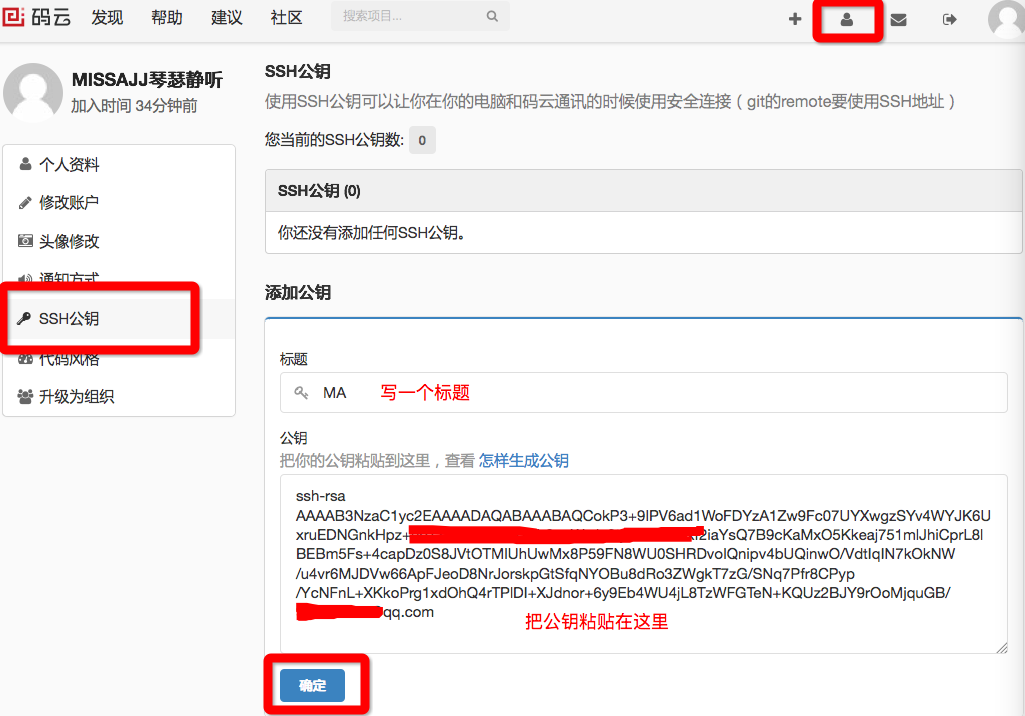 码云 发现 帮助 建议 社区 搜索项目...
MISSAJJ琴瑟静听
加入时间 34分钟前
个人资料
修改账户
头像修改
通知方式
SSH公钥
代码风格
升级为组织
SSH公钥
使用SSH公钥可以让你在你的电脑和码云通讯的时候使用安全连接（git的remote要使用SSH地址）
您当前的SSH公钥数: 0
SSH公钥 (0)
你还没有添加任何SSH公钥。
添加公钥
标题
MA 写一个标题
公钥
把你的公钥粘贴到这里，查看 怎样生成公钥
ssh-rsa
AAAAB3NzaC1yc2EAAAADAQABAAABAQCokP3+9lPV6ad1WoFDYzA1Zw9Fc07UYXwgzSYv4WYJK6U
xruEDNGnkHpz+ 2iaYsQ7B9cKaMxO5Kkeaj751mlJhiCprL8l
BEBm5Fs+4capDz0S8JVtOTMIUhUwMx8P59FN8WU0SHRDvolQnipv4bUQinwO/VdtIqIN7kOkNW
/u4vr6MJDVw66ApFJeoD8NrJorskpGtSfqNYOBu8dRo3ZWgkT7zG/SNq7Pfr8CPyp
/YcNFnL+XKkoPrg1xdOhQ4rTPlDI+XJdnor+6y9Eb4WU4jL8TzWFGTeN+KQUz2BJY9rOoMjquGB/
qq.com
把公钥粘贴在这里
确定